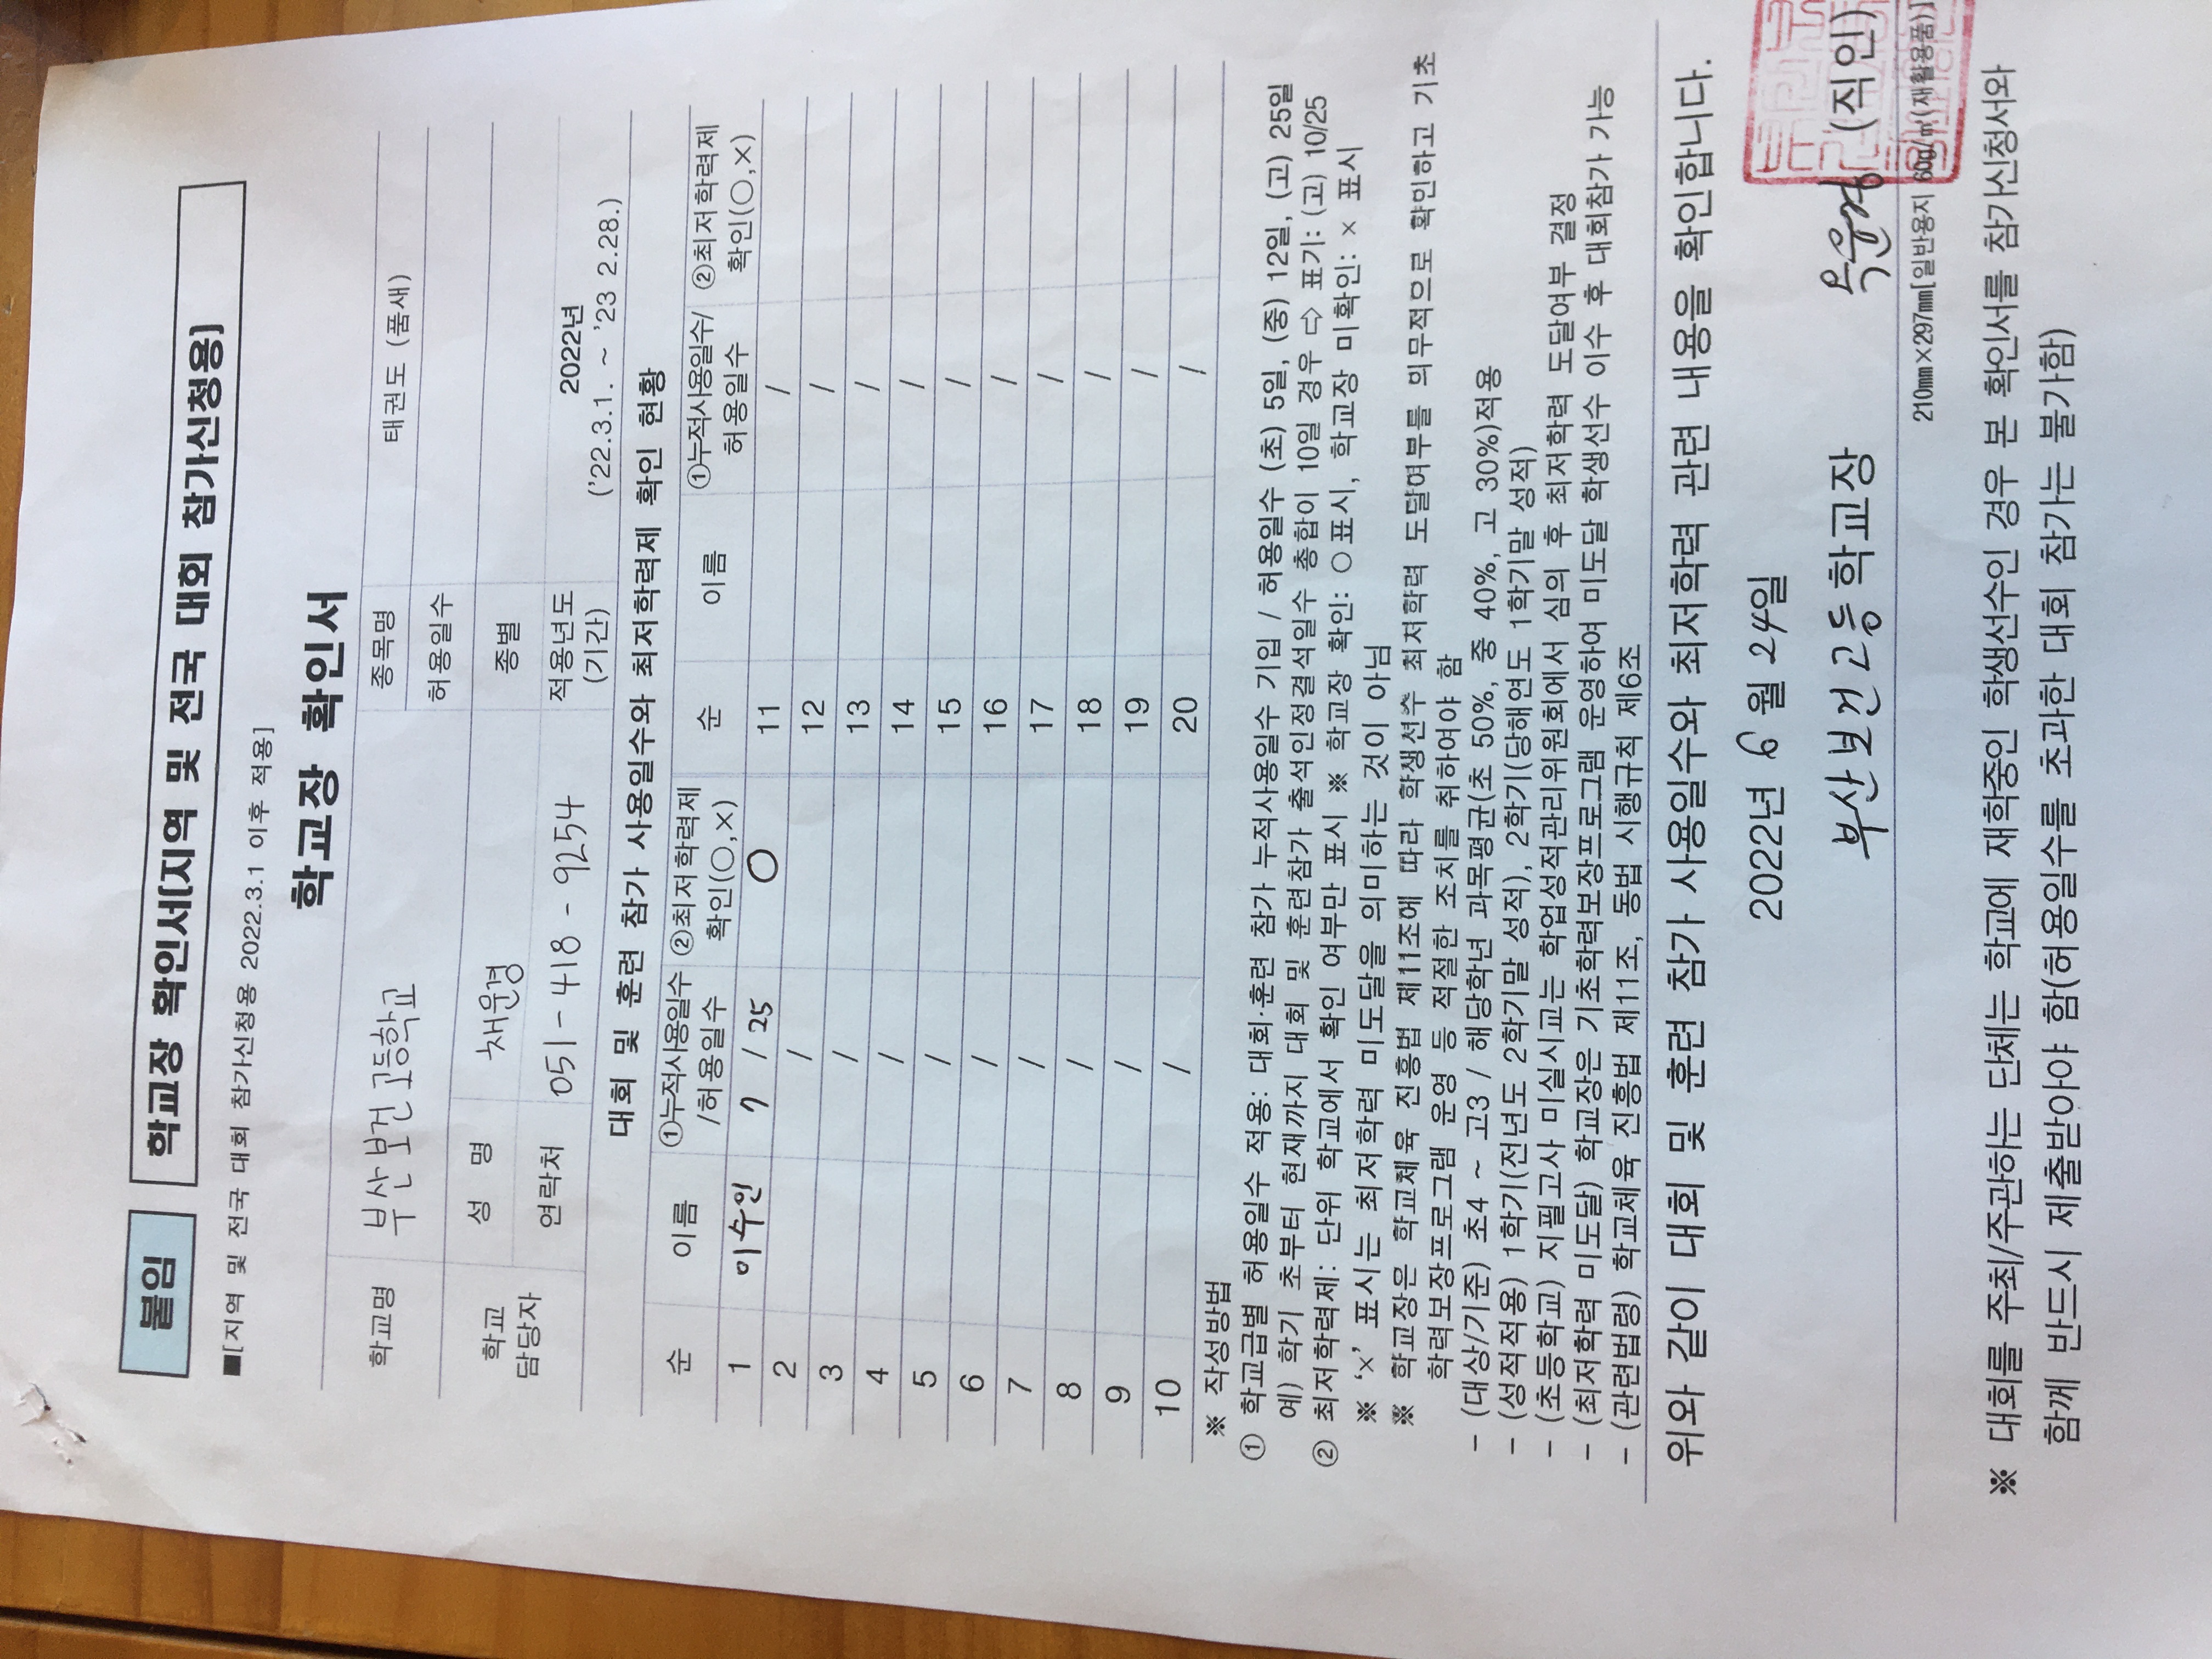 붙임 학교장 확인서[지역 및 전국 대회 참가신청용]
■[지역 및 전국 대회 참가신청용 2022.3.1 이후 적용]
학교장 확인서
학교명 부산보건고등학교 종목명 태권도 (품새)
허용일수
학교 담당자 성 명 채윤경 종별
연락처 051-418-9254 적용년도 (기간) 2022년 ('22.3.1. ~ '23 2.28.)
대회 및 훈련 참가 사용일수와 최저학력제 확인 현황
순 이름 ①누적사용일수/허용일수 ②최저학력제 확인(○,×) 순 이름 ①누적사용일수/허용일수 ②최저학력제 확인(○,×)
1 이수인 7 / 25 ○ 11 /
2 / 12 /
3 / 13 /
4 / 14 /
5 / 15 /
6 / 16 /
7 / 17 /
8 / 18 /
9 / 19 /
10 / 20 /
※ 작성방법
① 학교급별 허용일수 적용: 대회·훈련 참가 누적사용일수 기입 / 허용일수 (초) 5일, (중) 12일, (고) 25일
예) 학기 초부터 현재까지 대회 및 훈련참가 출석인정결석일수 총합이 10일 경우 ⇨ 표기: (고) 10/25
② 최저학력제: 단위 학교에서 확인 여부만 표시 ※ 학교장 확인: ○표시, 학교장 미확인: × 표시
※ '×' 표시는 최저학력 미도달을 의미하는 것이 아님
※ 학교장은 학교체육 진흥법 제11조에 따라 학생선수 최저학력 도달여부를 의무적으로 확인하고 기초
학력보장프로그램 운영 등 적절한 조치를 취하여야 함
- (대상/기준) 초4 ~ 고3 / 해당학년 과목평균(초 50%, 중 40%, 고 30%)적용
- (성적적용) 1학기(전년도 2학기말 성적), 2학기(당해연도 1학기말 성적)
- (초등학교) 지필고사 미실시교는 학업성적관리위원회에서 심의 후 최저학력 도달여부 결정
- (최저학력 미도달) 학교장은 기초학력보장프로그램 운영하여 미도달 학생선수 이수 후 대회참가 가능
- (관련법령) 학교체육 진흥법 제11조, 동법 시행규칙 제6조
위와 같이 대회 및 훈련 참가 사용일수와 최저학력 관련 내용을 확인합니다.
2022년 6 월 24일
부산보건고등 학교장 (직인)
210㎜×297㎜[일반용지 60g/㎡(재활용품)]
※ 대회를 주최/주관하는 단체는 학교에 재학중인 학생선수인 경우 본 확인서를 참가신청서와
함께 반드시 제출받아야 함(허용일수를 초과한 대회 참가는 불가함)